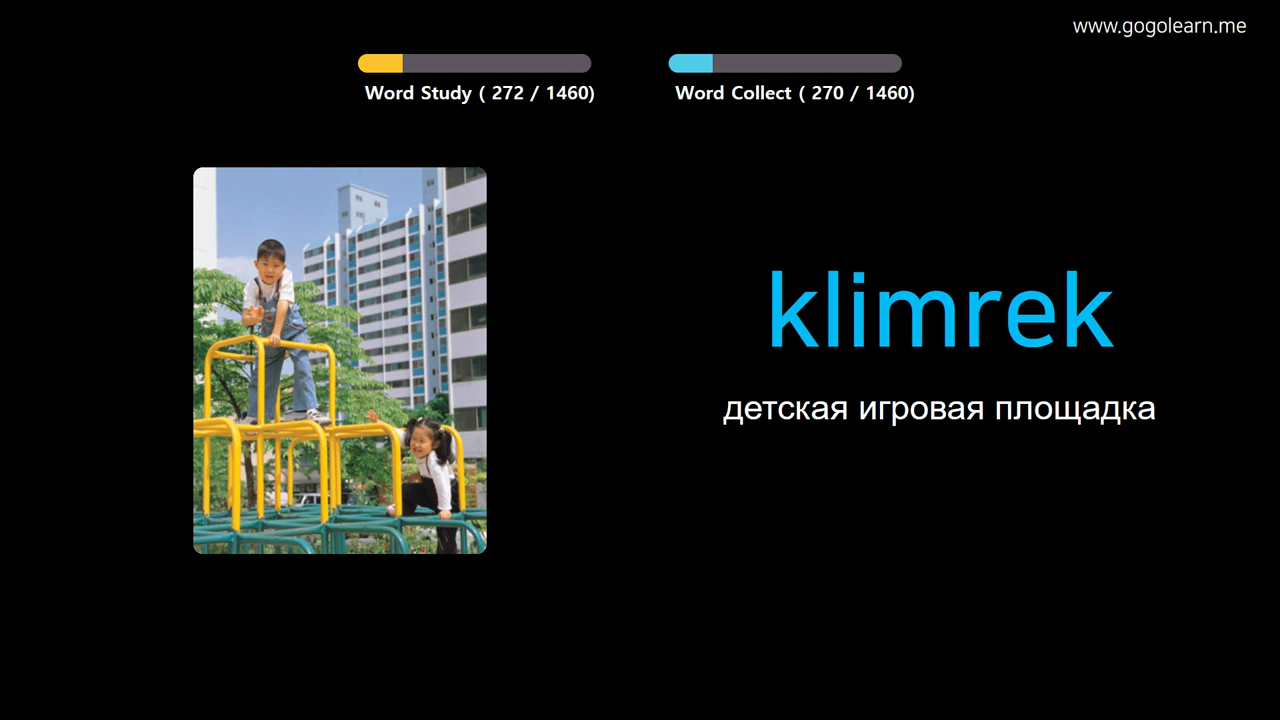 www.gogolearn.me
Word Study ( 272 / 1460)
Word Collect ( 270 / 1460)
klimrek
детская игровая площадка